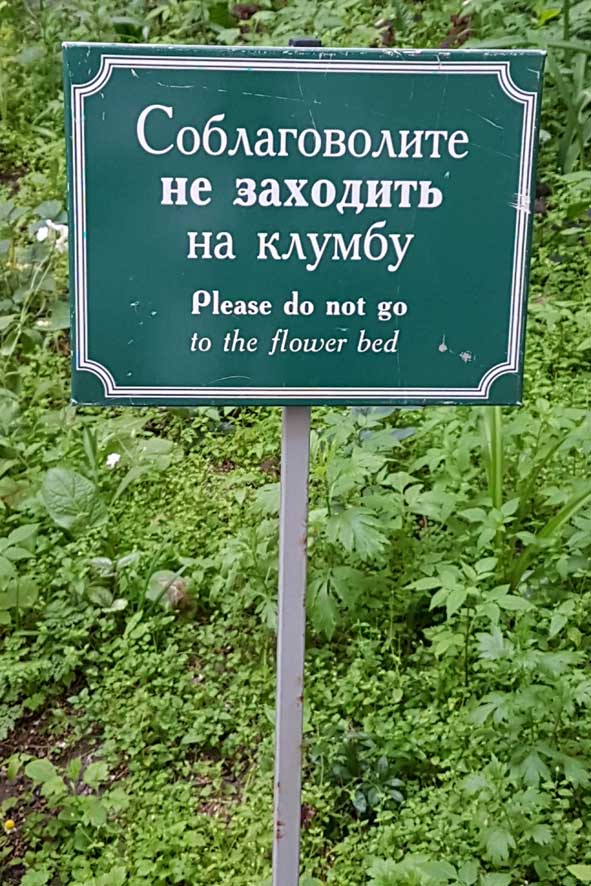 Соблаговолите
не заходить
на клумбу
Please do not go
to the flower bed